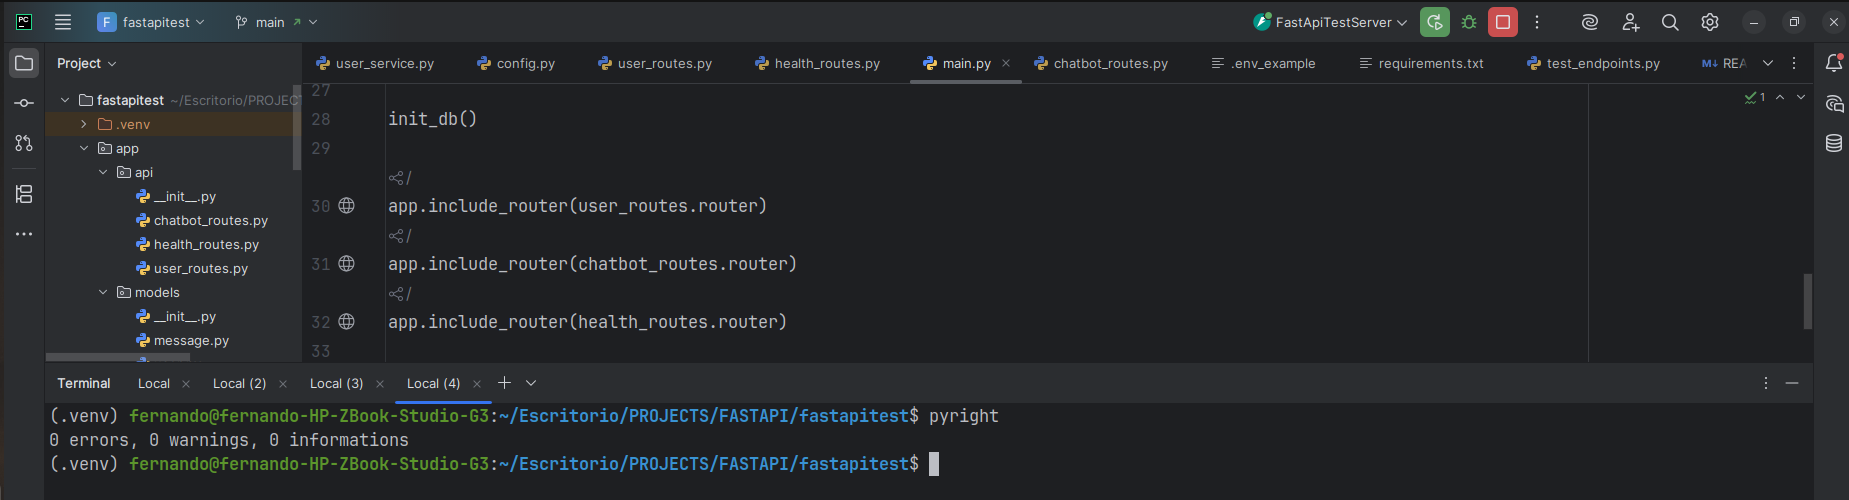 PC
F fastapitest
main
FastApiTestServer
Project
user_service.py
config.py
user_routes.py
health_routes.py
main.py
chatbot_routes.py
.env_example
requirements.txt
test_endpoints.py
M↓ REA
fastapitest ~/Escritorio/PROJECT
.venv
app
api
__init__.py
chatbot_routes.py
health_routes.py
user_routes.py
models
__init__.py
message.py
27
28 init_db()
29
/
30 app.include_router(user_routes.router)
/
31 app.include_router(chatbot_routes.router)
/
32 app.include_router(health_routes.router)
33
1
Terminal
Local
Local (2)
Local (3)
Local (4)
(.venv) fernando@fernando-HP-ZBook-Studio-G3:~/Escritorio/PROJECTS/FASTAPI/fastapitest$ pyright
0 errors, 0 warnings, 0 informations
(.venv) fernando@fernando-HP-ZBook-Studio-G3:~/Escritorio/PROJECTS/FASTAPI/fastapitest$